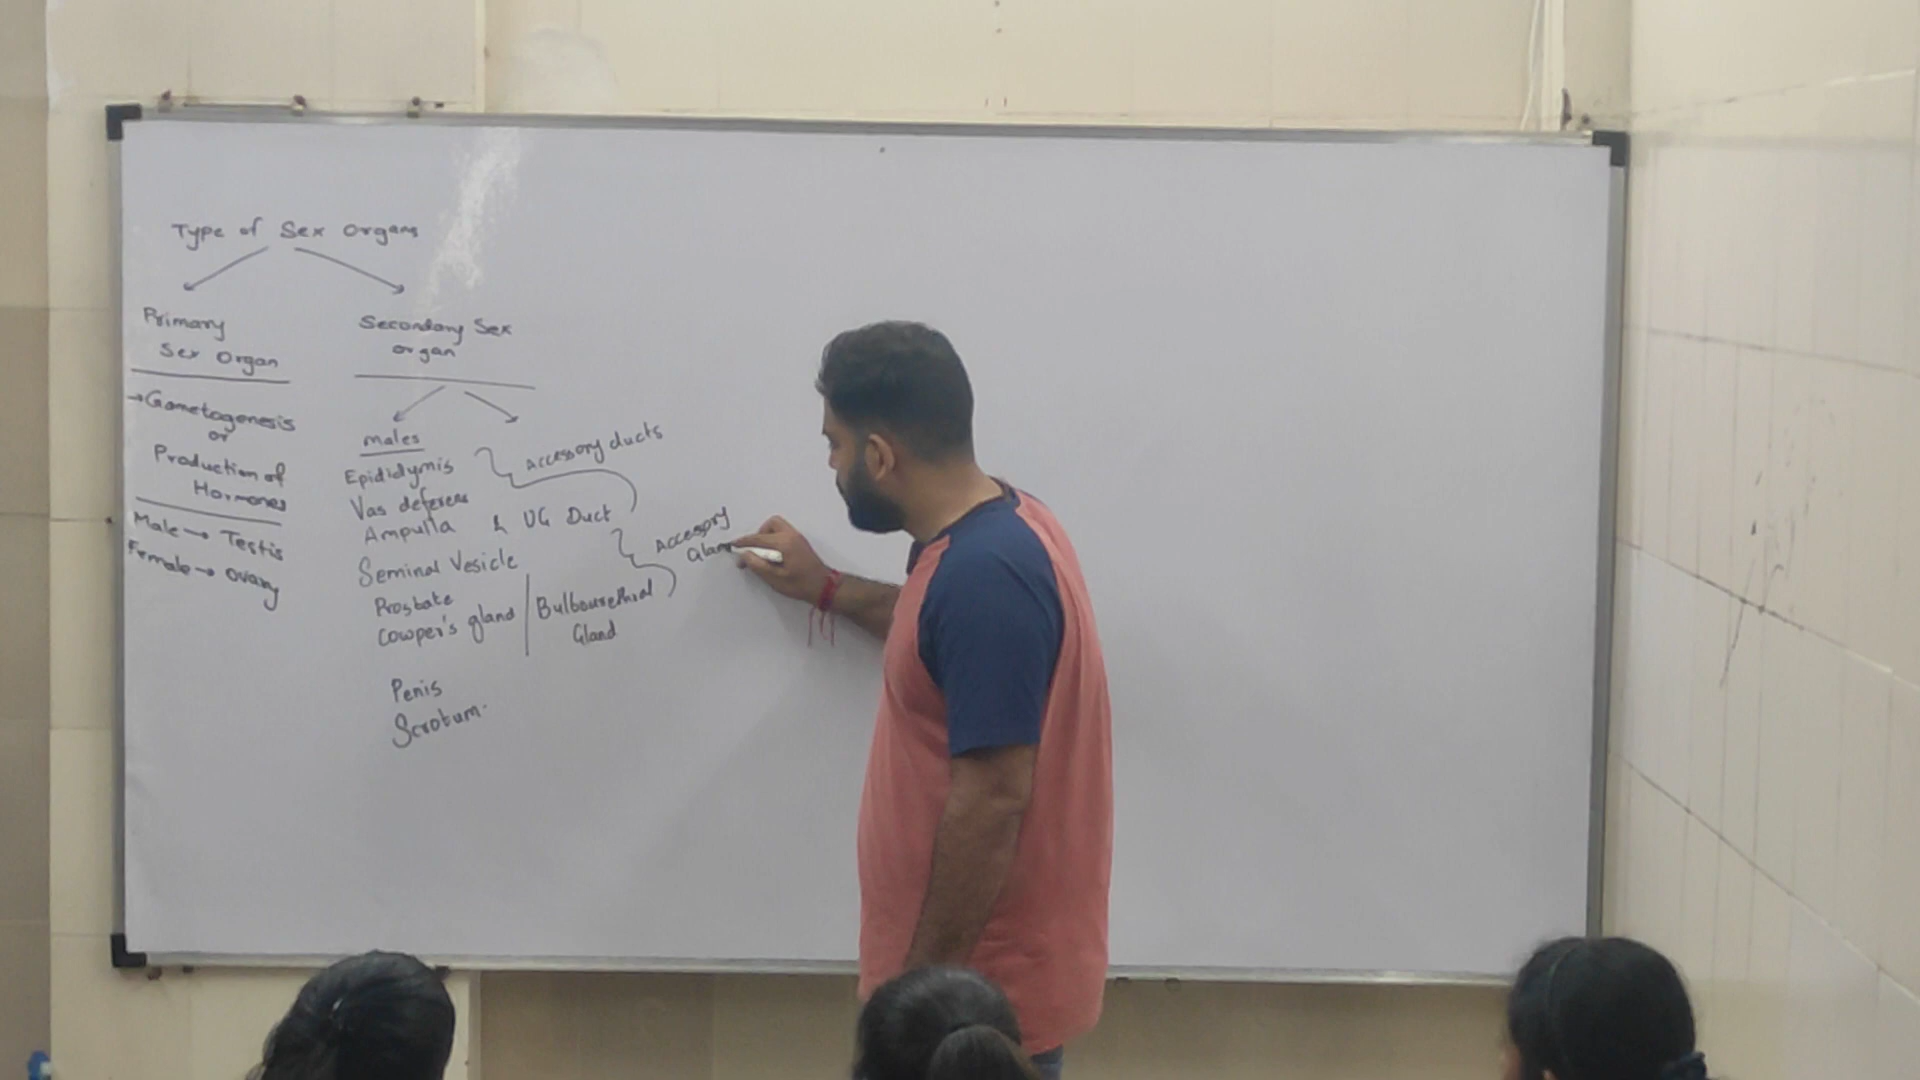 Type of Sex Organs
Primary
Sex Organ
→Gametogenesis
or
Production of
Hormones
Male → Testis
Female → Ovary
Secondary Sex
organ
males
Epididymis
Vas deferens
Ampulla & UG Duct
Accessory ducts
Seminal Vesicle
Prostate
Cowper's gland / Bulbourethral
Gland
Accessory
Glan
Penis
Scrotum.